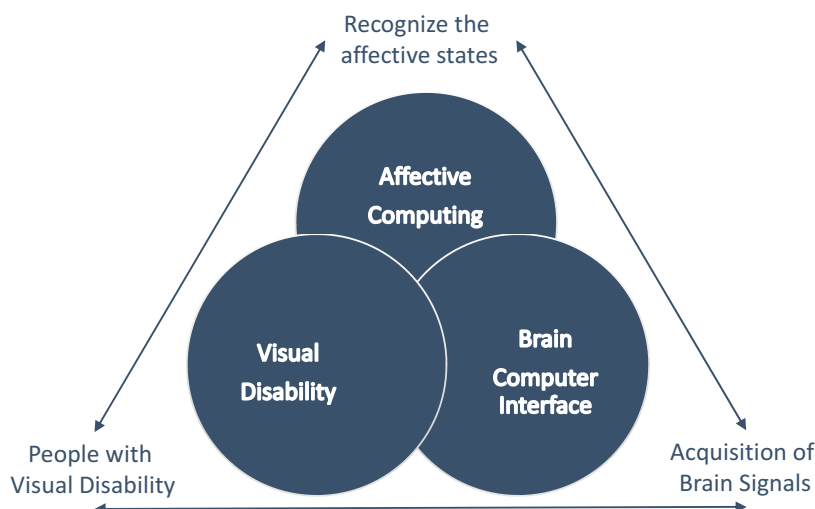 Recognize the
affective states
Affective
Computing
Visual
Disability
Brain
Computer
Interface
People with
Visual Disability
Acquisition of
Brain Signals